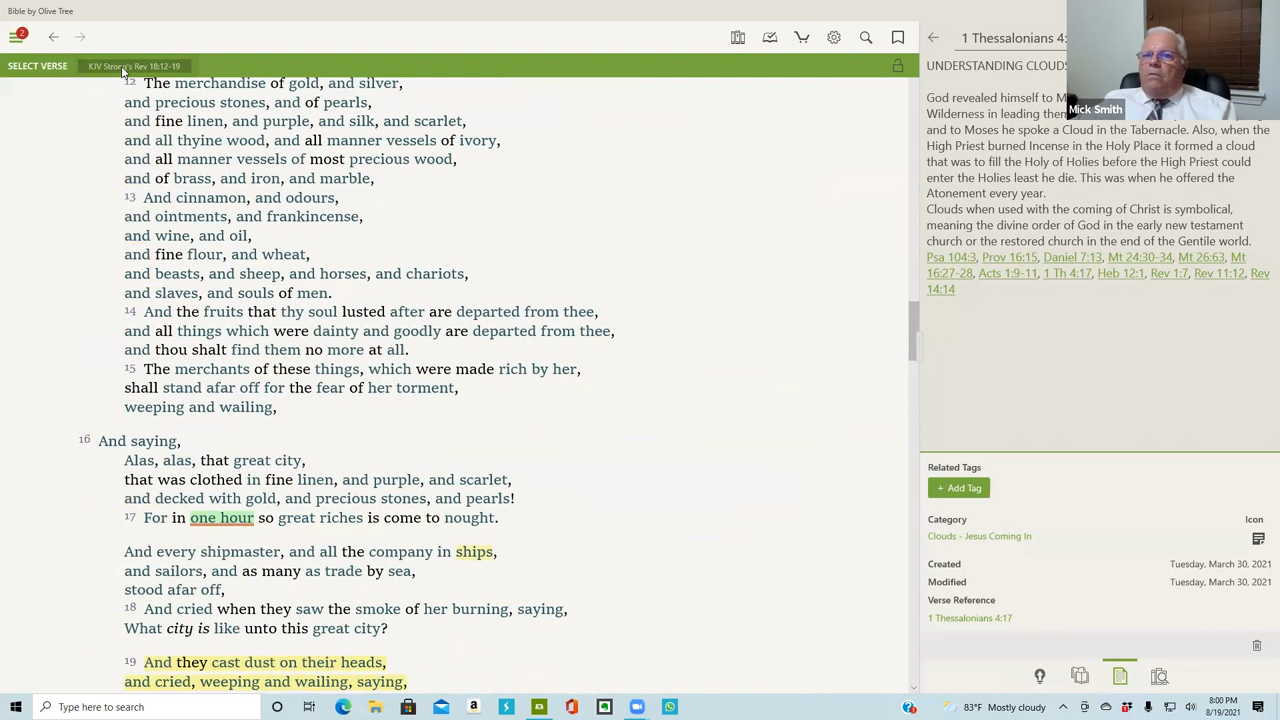 Bible by Olive Tree
2
SELECT VERSE
KJV Strong's Rev 18:12-19
12 The merchandise of gold, and silver,
and precious stones, and of pearls,
and fine linen, and purple, and silk, and scarlet,
and all thyine wood, and all manner vessels of ivory,
and all manner vessels of most precious wood,
and of brass, and iron, and marble,
13 And cinnamon, and odours,
and ointments, and frankincense,
and wine, and oil,
and fine flour, and wheat,
and beasts, and sheep, and horses, and chariots,
and slaves, and souls of men.
14 And the fruits that thy soul lusted after are departed from thee,
and all things which were dainty and goodly are departed from thee,
and thou shalt find them no more at all.
15 The merchants of these things, which were made rich by her,
shall stand afar off for the fear of her torment,
weeping and wailing,
16 And saying,
Alas, alas, that great city,
that was clothed in fine linen, and purple, and scarlet,
and decked with gold, and precious stones, and pearls!
17 For in one hour so great riches is come to nought.
And every shipmaster, and all the company in ships,
and sailors, and as many as trade by sea,
stood afar off,
18 And cried when they saw the smoke of her burning, saying,
What city is like unto this great city?
19 And they cast dust on their heads,
and cried, weeping and wailing, saying,
1 Thessalonians 4:
UNDERSTANDING CLOUDS
God revealed himself to M
Wilderness in leading them
Mick Smith
and to Moses he spoke a Cloud in the Tabernacle. Also, when the
High Priest burned Incense in the Holy Place it formed a cloud
that was to fill the Holy of Holies before the High Priest could
enter the Holies least he die. This was when he offered the
Atonement every year.
Clouds when used with the coming of Christ is symbolical,
meaning the divine order of God in the early new testament
church or the restored church in the end of the Gentile world.
Psa 104:3, Prov 16:15, Daniel 7:13, Mt 24:30-34, Mt 26:63, Mt
16:27-28, Acts 1:9-11, 1 Th 4:17, Heb 12:1, Rev 1:7, Rev 11:12, Rev
14:14
Related Tags
+ Add Tag
Category
Icon
Clouds - Jesus Coming In
Created
Tuesday, March 30, 2021
Modified
Tuesday, March 30, 2021
Verse Reference
1 Thessalonians 4:17
Type here to search
83°F Mostly cloudy
8:00 PM
8/19/2021